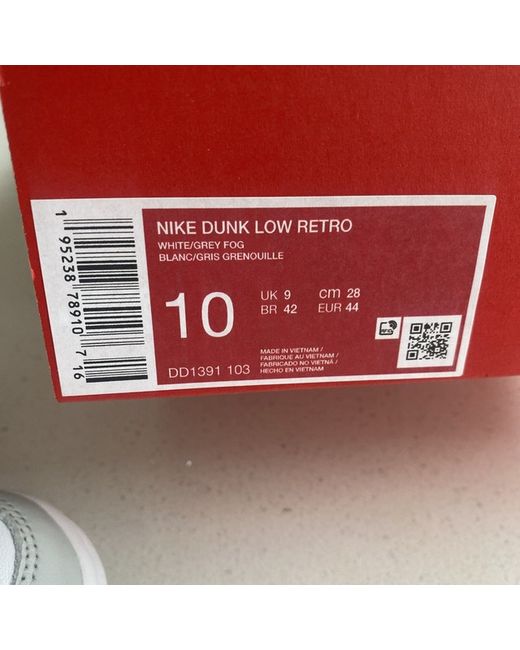 NIKE DUNK LOW RETRO
WHITE/GREY FOG
BLANC/GRIS GRENOUILLE
10
UK 9 cm 28
BR 42 EUR 44
DD1391 103
MADE IN VIETNAM /
FABRIQUE AU VIETNAM /
FABRICADO NO VIETNÃ /
HECHO EN VIETNAM
1 95238 78910 7 16